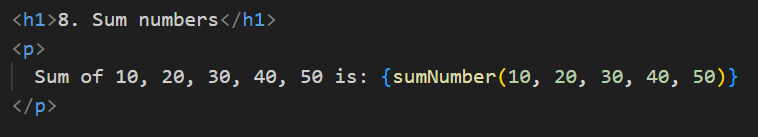 <h1>8. Sum numbers</h1>
<p>
Sum of 10, 20, 30, 40, 50 is: {sumNumber(10, 20, 30, 40, 50)}
</p>